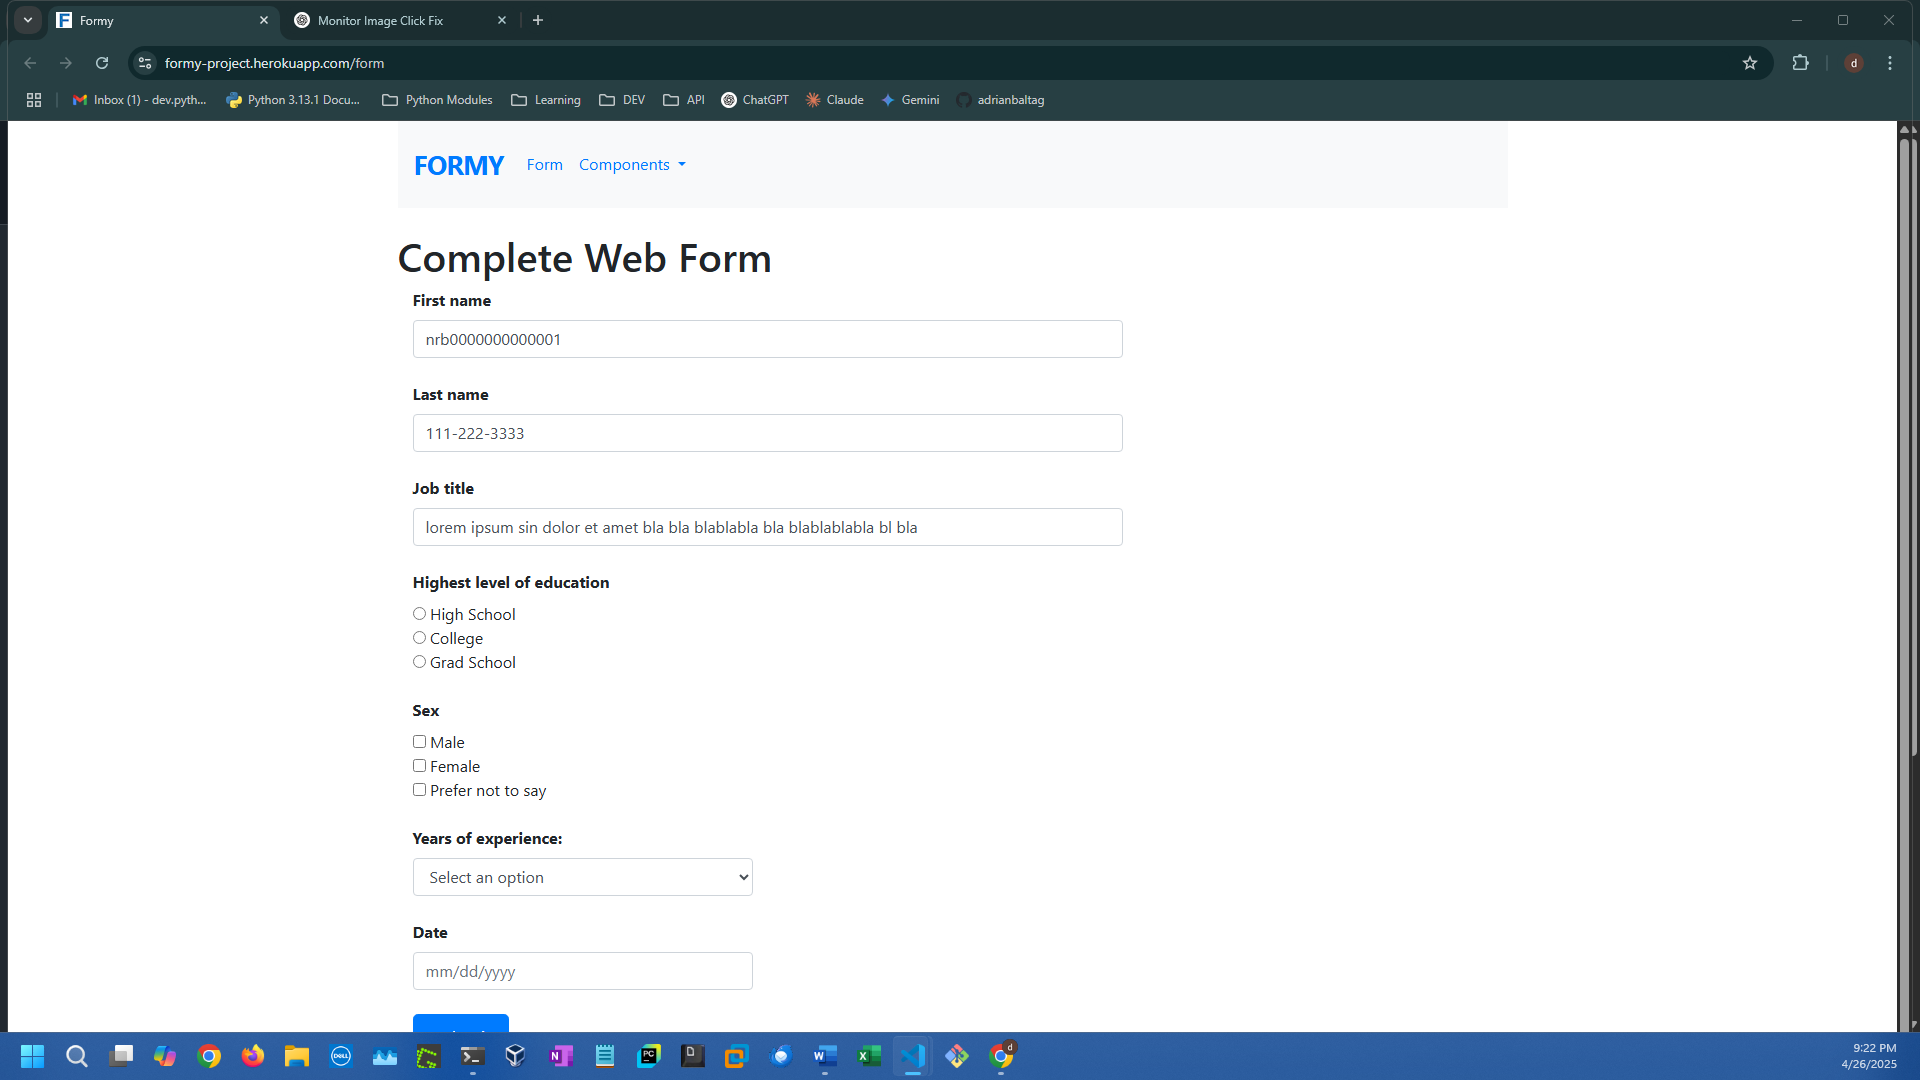 Formy
Monitor Image Click Fix
formy-project.herokuapp.com/form
d
Inbox (1) - dev.pyth...
Python 3.13.1 Docu...
Python Modules
Learning
DEV
API
ChatGPT
Claude
Gemini
adrianbaltag
FORMY
Form
Components
Complete Web Form
First name
nrb0000000000001
Last name
111-222-3333
Job title
lorem ipsum sin dolor et amet bla bla blablabla bla blablablabla bl bla
Highest level of education
High School
College
Grad School
Sex
Male
Female
Prefer not to say
Years of experience:
Select an option
Date
mm/dd/yyyy
9:22 PM
4/26/2025